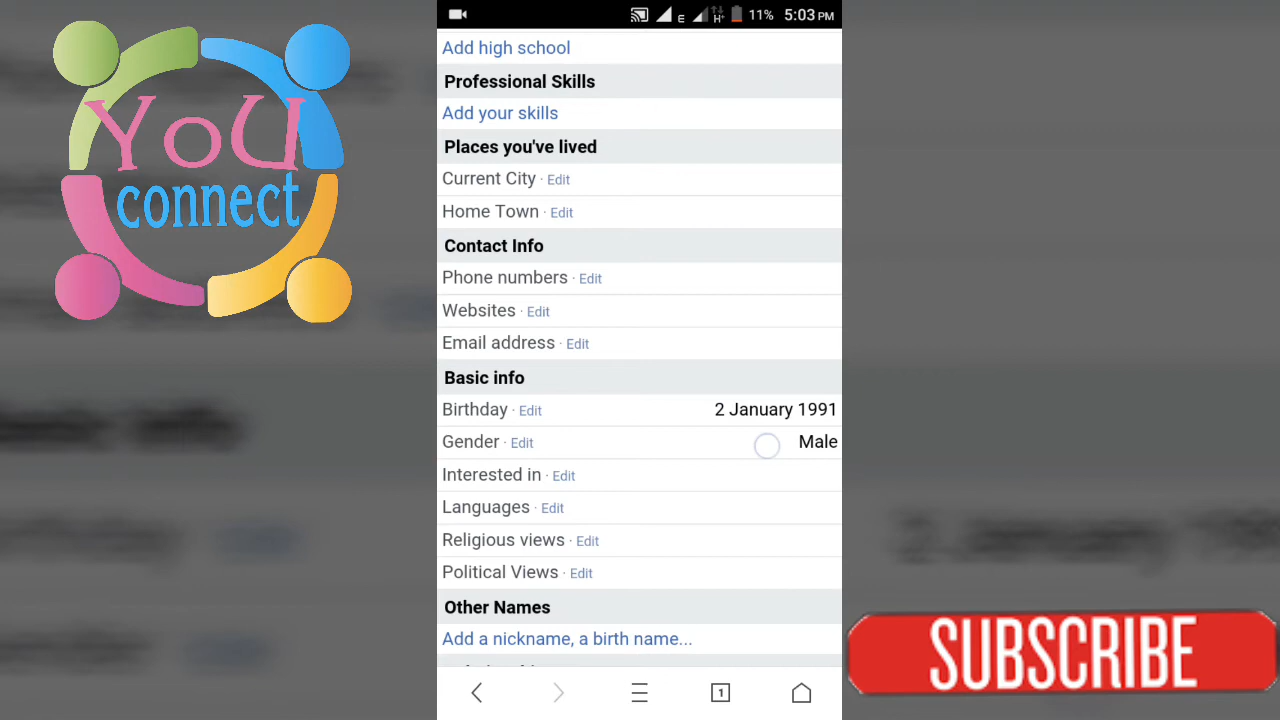 YoU
connect
E H+ 11% 5:03 PM
Add high school
Professional Skills
Add your skills
Places you've lived
Current City · Edit
Home Town · Edit
Contact Info
Phone numbers · Edit
Websites · Edit
Email address · Edit
Basic info
Birthday · Edit 2 January 1991
Gender · Edit Male
Interested in · Edit
Languages · Edit
Religious views · Edit
Political Views · Edit
Other Names
Add a nickname, a birth name...
1
SUBSCRIBE